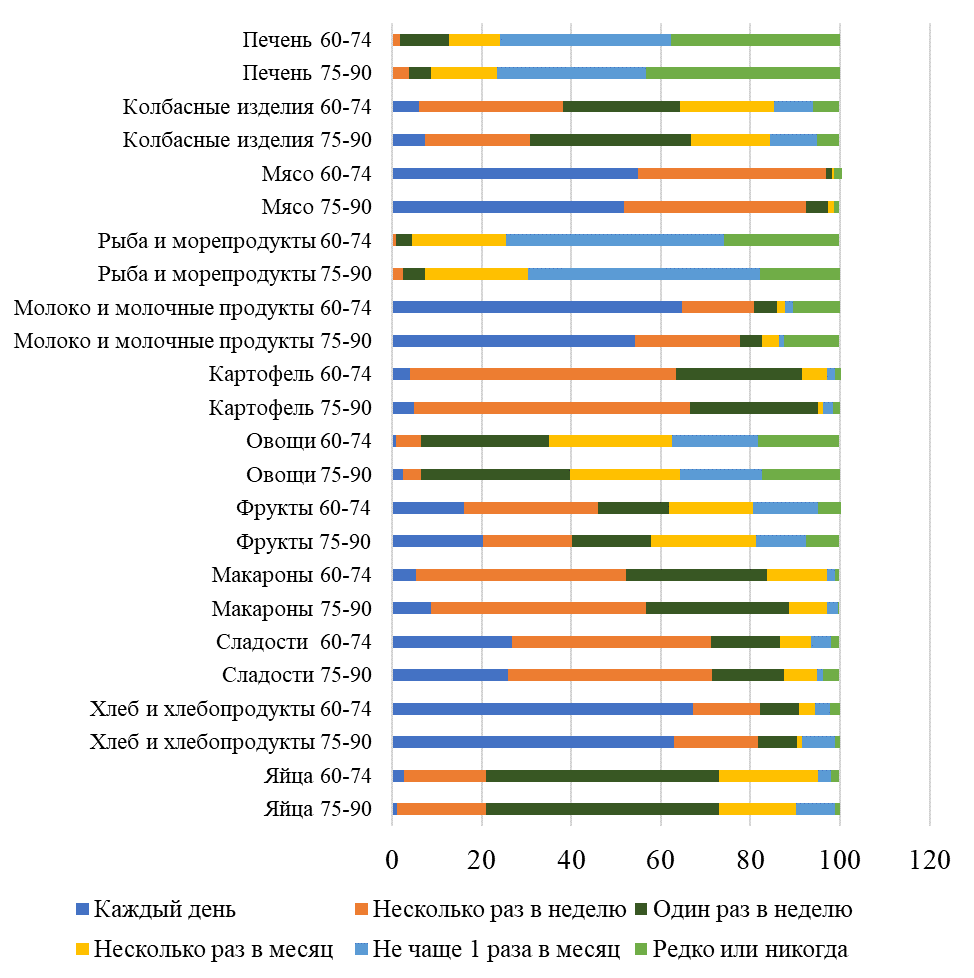 Печень 60-74
Печень 75-90
Колбасные изделия 60-74
Колбасные изделия 75-90
Мясо 60-74
Мясо 75-90
Рыба и морепродукты 60-74
Рыба и морепродукты 75-90
Молоко и молочные продукты 60-74
Молоко и молочные продукты 75-90
Картофель 60-74
Картофель 75-90
Овощи 60-74
Овощи 75-90
Фрукты 60-74
Фрукты 75-90
Макароны 60-74
Макароны 75-90
Сладости 60-74
Сладости 75-90
Хлеб и хлебопродукты 60-74
Хлеб и хлебопродукты 75-90
Яйца 60-74
Яйца 75-90
0 20 40 60 80 100 120
Каждый день Несколько раз в неделю Один раз в неделю
Несколько раз в месяц Не чаще 1 раза в месяц Редко или никогда